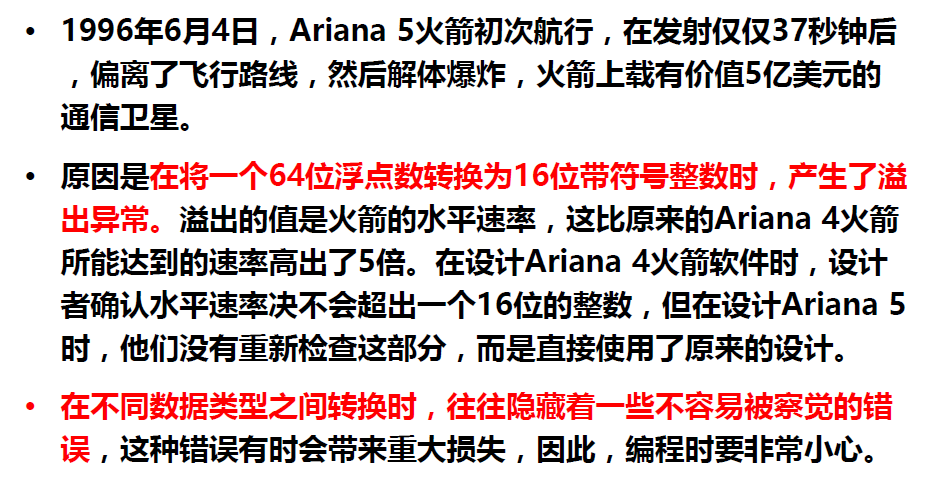 • 1996年6月4日，Ariana 5火箭初次航行，在发射仅仅37秒钟后
，偏离了飞行路线，然后解体爆炸，火箭上载有价值5亿美元的
通信卫星。
• 原因是在将一个64位浮点数转换为16位带符号整数时，产生了溢
出异常。溢出的值是火箭的水平速率，这比原来的Ariana 4火箭
所能达到的速率高出了5倍。在设计Ariana 4火箭软件时，设计
者确认水平速率决不会超出一个16位的整数，但在设计Ariana 5
时，他们没有重新检查这部分，而是直接使用了原来的设计。
• 在不同数据类型之间转换时，往往隐藏着一些不容易被察觉的错
误，这种错误有时会带来重大损失，因此，编程时要非常小心。